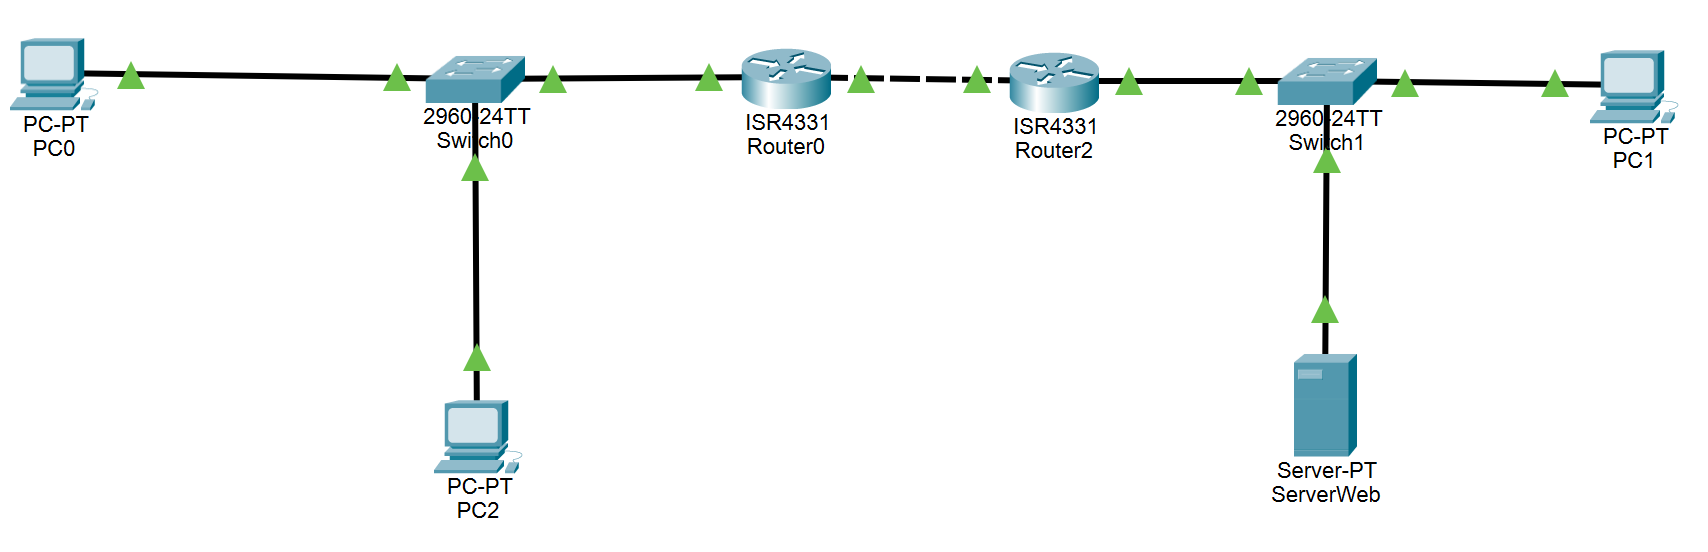 PC-PT
PC0
2960-24TT
Switch0
ISR4331
Router0
ISR4331
Router2
2960-24TT
Switch1
PC-PT
PC1
PC-PT
PC2
Server-PT
ServerWeb